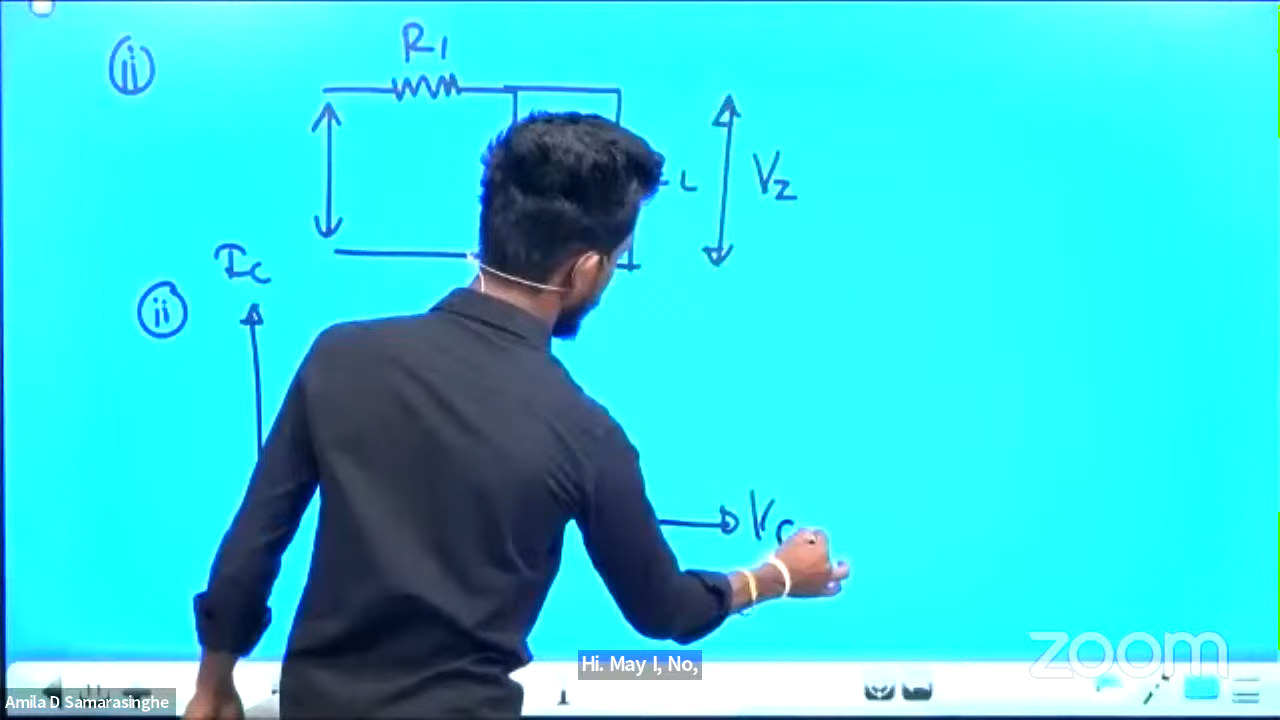 ii
R1
L
Vz
Ic
ii
Vc
Hi. May I, No,
zoom
Amila D Samarasinghe